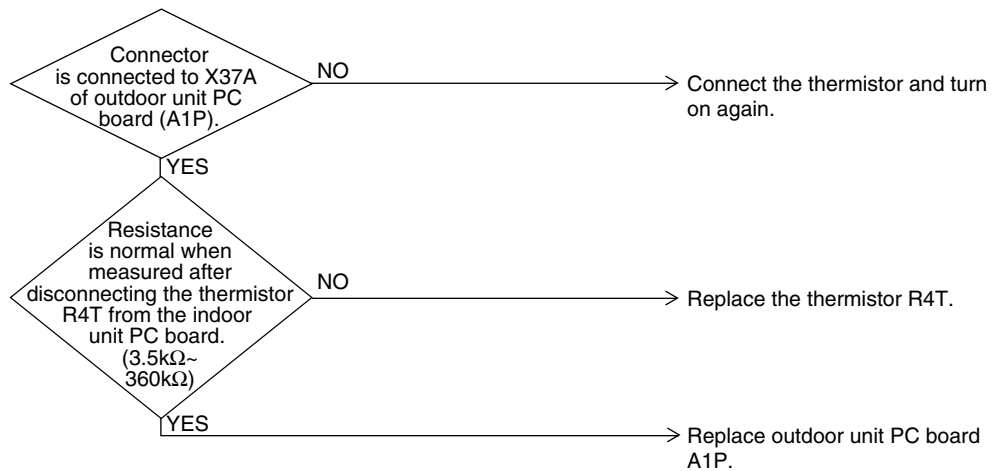 Connector
is connected to X37A
of outdoor unit PC
board (A1P).
NO
Connect the thermistor and turn
on again.
YES
Resistance
is normal when
measured after
disconnecting the thermistor
R4T from the indoor
unit PC board.
(3.5kΩ~
360kΩ)
NO
Replace the thermistor R4T.
YES
Replace outdoor unit PC board
A1P.